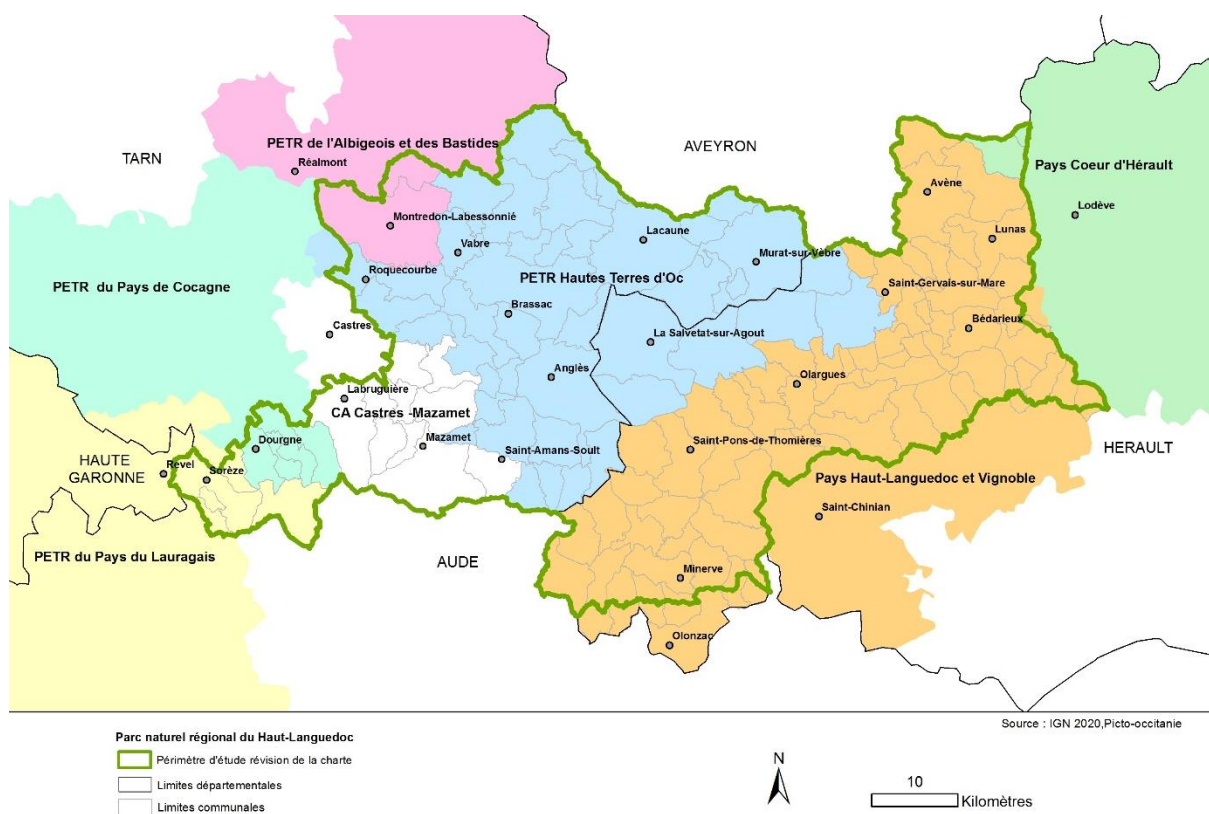 PETR de l'Albigeois et des Bastides
TARN
AVEYRON
Réalmont
Pays Coeur d'Hérault
Avène
Montredon-Labessonnié
Lodève
Lacaune
Lunas
Vabre
Murat-sur-Vèbre
Roquecourbe
PETR Hautes Terres d'Oc
PETR du Pays de Cocagne
Saint-Gervais-sur-Mare
Brassac
Castres
Bédarieux
La Salvetat-sur-Agout
Anglès
Olargues
Labruguière
CA Castres -Mazamet
Dourgne
Mazamet
Saint-Pons-de-Thomières
HERAULT
Saint-Amans-Soult
HAUTE
GARONNE
Revel
Sorèze
Pays Haut-Languedoc et Vignoble
Saint-Chinian
PETR du Pays du Lauragais
AUDE
Minerve
Olonzac
Source : IGN 2020,Picto-occitanie
Parc naturel régional du Haut-Languedoc
Périmètre d'étude révision de la charte
Limites départementales
Limites communales
N
10
Kilomètres